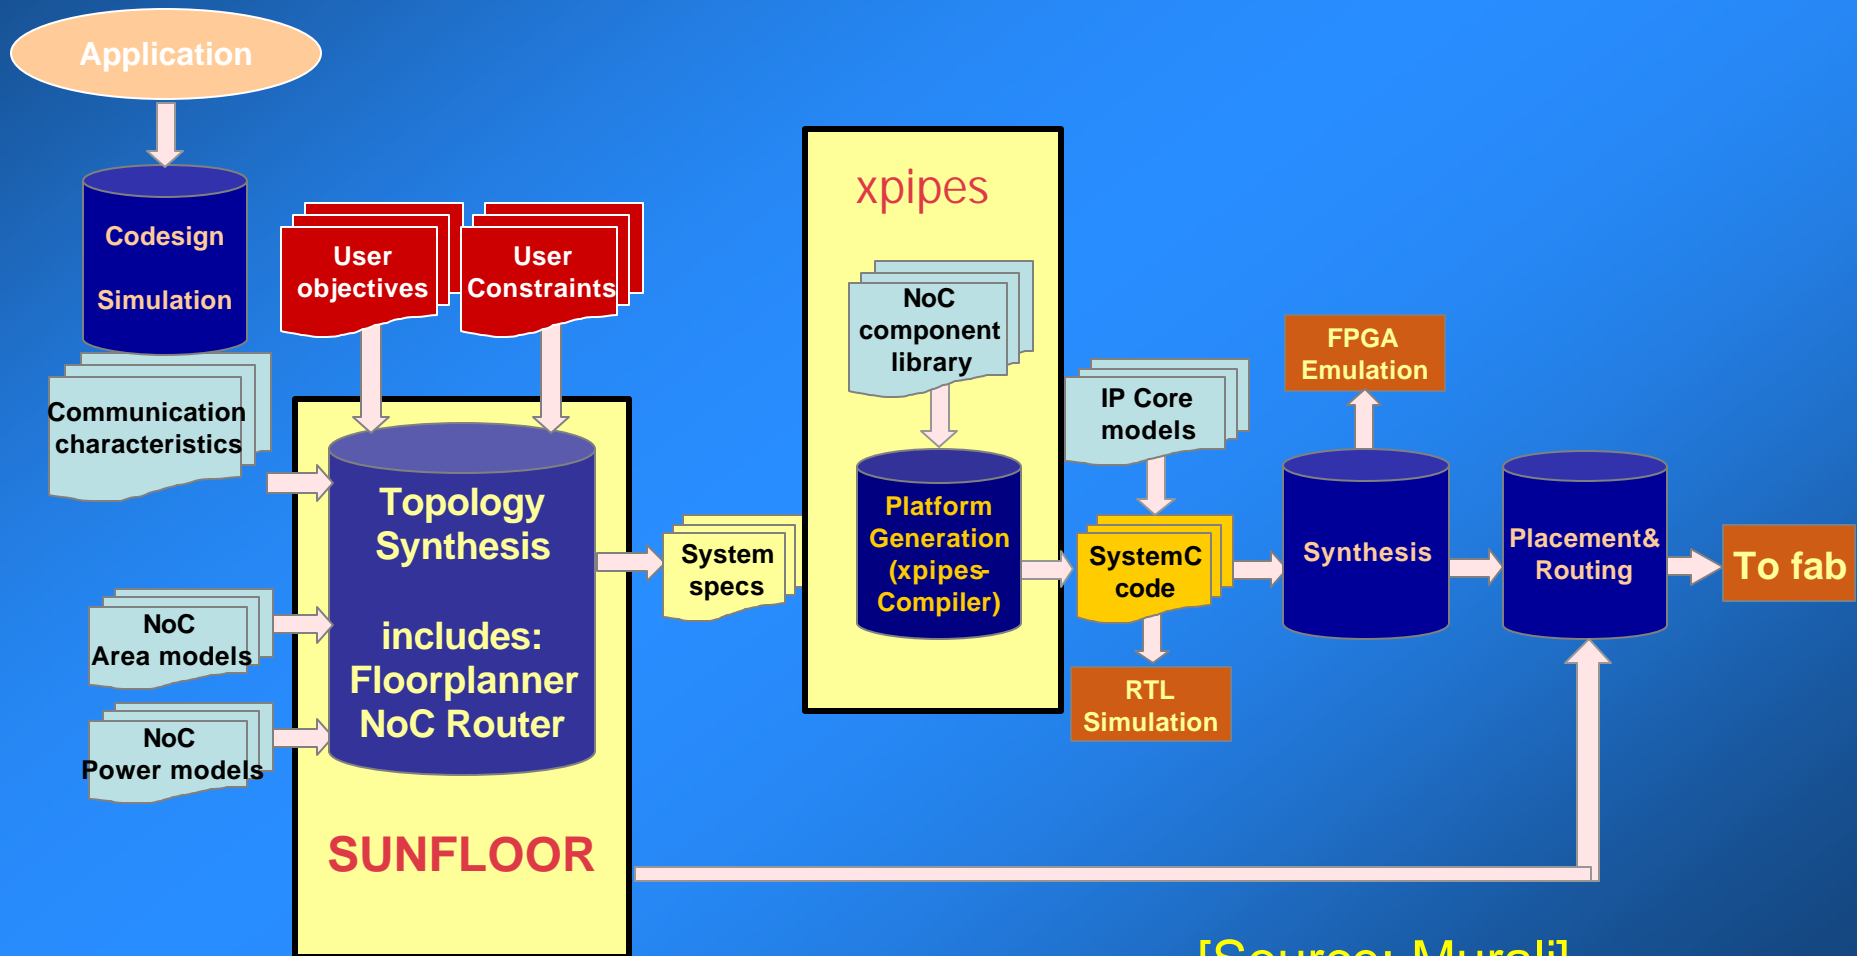 Application
Codesign
Simulation
User
objectives
User
Constraints
Communication
characteristics
NoC
Area models
NoC
Power models
Topology
Synthesis
includes:
Floorplanner
NoC Router
SUNFLOOR
System
specs
xpipes
NoC
component
library
Platform
Generation
(xpipes-
Compiler)
IP Core
models
SystemC
code
RTL
Simulation
FPGA
Emulation
Synthesis
Placement&
Routing
To fab
[Source: Murali]